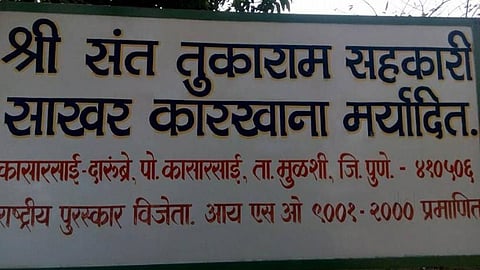 श्री संत तुकाराम सहकारी
साखर कारखाना मर्यादित.
कासारसाई-दारुंब्रे, पो. कासारसाई, ता. मुळशी, जि. पुणे. - ४१०५०६
राष्ट्रीय पुरस्कार विजेता. आय एस ओ ९००१-२००० प्रमाणित